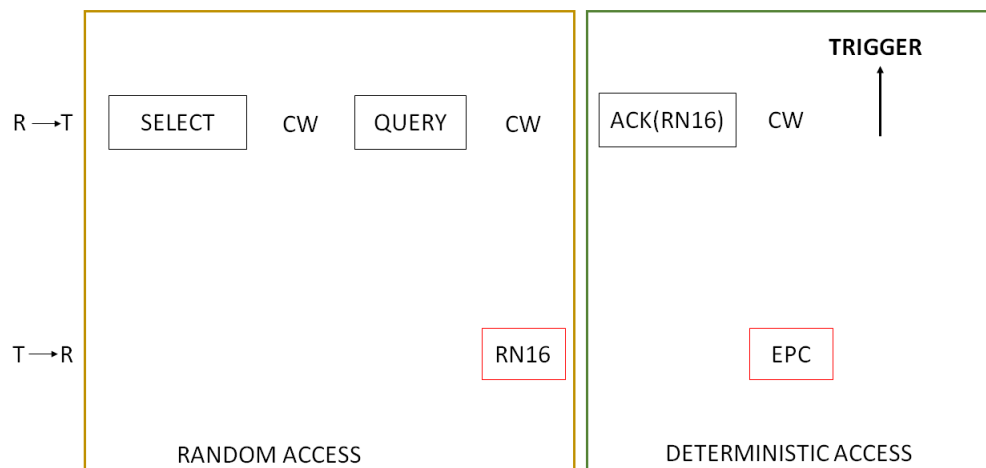 TRIGGER
R → T SELECT CW QUERY CW ACK(RN16) CW
T → R RN16 EPC
RANDOM ACCESS DETERMINISTIC ACCESS